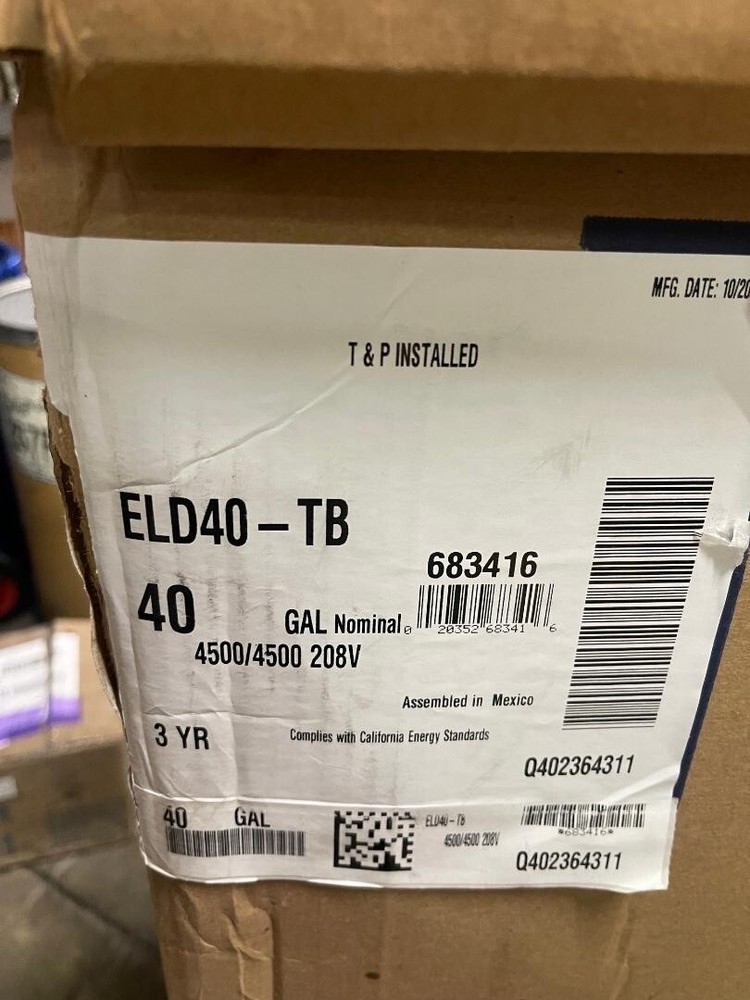 MFG. DATE: 10/20
T & P INSTALLED
ELD40 – TB
683416
40 GAL Nominal
0 20352 68341 6
4500/4500 208V
Assembled in Mexico
3 YR
Complies with California Energy Standards
Q402364311
40 GAL
ELD40 – TB
4500/4500 208V
*683416*
Q402364311